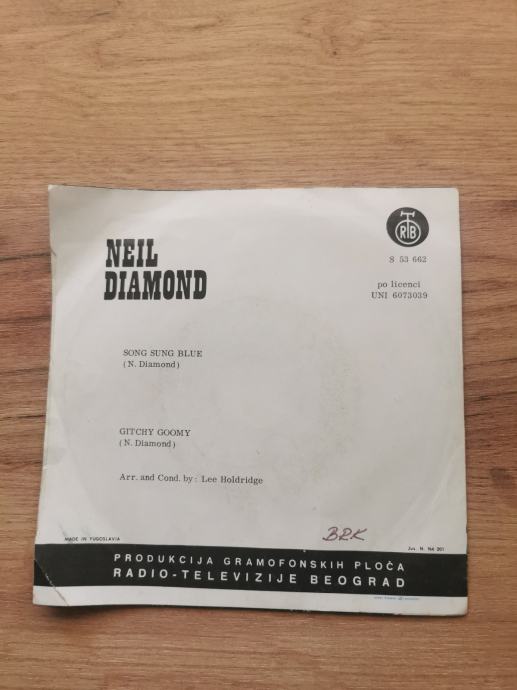 NEIL
DIAMOND
RTB
S 53 662
po licenci
UNI 6073039
SONG SUNG BLUE
(N. Diamond)
GITCHY GOOMY
(N. Diamond)
Arr. and Cond. by: Lee Holdridge
BRK
MADE IN YUGOSLAVIA
PRODUKCIJA GRAMOFONSKIH PLOČA
RADIO-TELEVIZIJE BEOGRAD